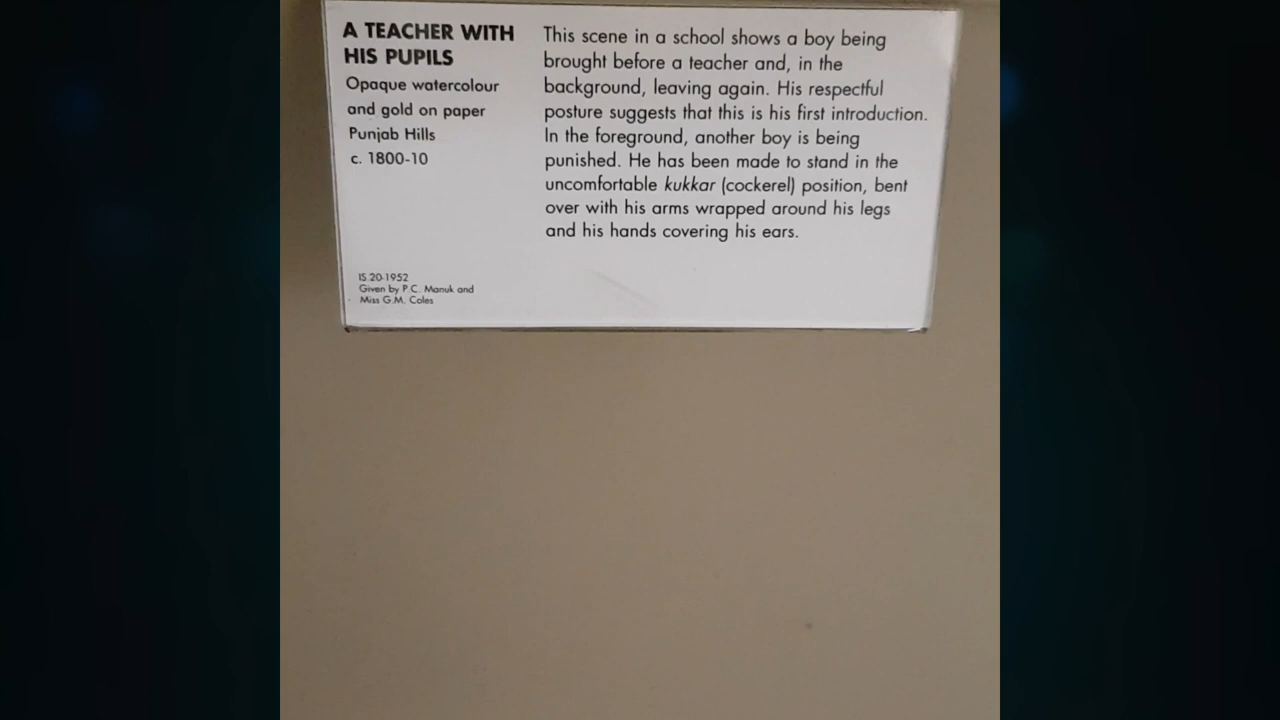 A TEACHER WITH
HIS PUPILS
Opaque watercolour
and gold on paper
Punjab Hills
c. 1800-10
IS 20-1952
Given by P.C. Manuk and
Miss G.M. Coles
This scene in a school shows a boy being
brought before a teacher and, in the
background, leaving again. His respectful
posture suggests that this is his first introduction.
In the foreground, another boy is being
punished. He has been made to stand in the
uncomfortable kukkar (cockerel) position, bent
over with his arms wrapped around his legs
and his hands covering his ears.